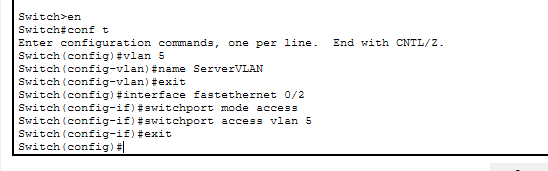 Switch>en
Switch#conf t
Enter configuration commands, one per line.  End with CNTL/Z.
Switch(config)#vlan 5
Switch(config-vlan)#name ServerVLAN
Switch(config-vlan)#exit
Switch(config)#interface fastethernet 0/2
Switch(config-if)#switchport mode access
Switch(config-if)#switchport access vlan 5
Switch(config-if)#exit
Switch(config)#